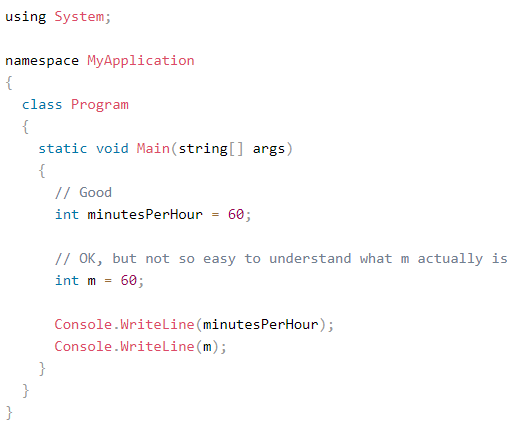 using System;

namespace MyApplication
{
  class Program
  {
    static void Main(string[] args)
    {
      // Good
      int minutesPerHour = 60;

      // OK, but not so easy to understand what m actually is
      int m = 60;

      Console.WriteLine(minutesPerHour);
      Console.WriteLine(m);
    }
  }
}